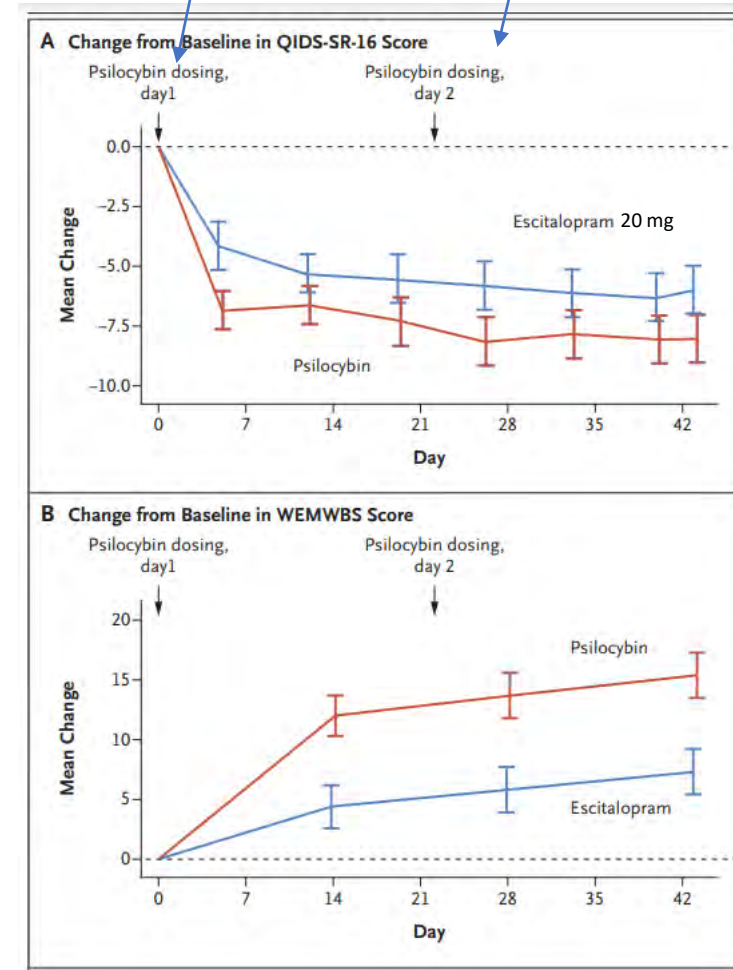 A Change from Baseline in QIDS-SR-16 Score
Psilocybin dosing,
day1
Psilocybin dosing,
day 2
0.0
-2.5
-5.0
-7.5
-10.0
Mean Change
Escitalopram 20 mg
Psilocybin
0 7 14 21 28 35 42
Day
B Change from Baseline in WEMWBS Score
Psilocybin dosing,
day1
Psilocybin dosing,
day 2
20
15
10
5
0
Mean Change
Psilocybin
Escitalopram
0 7 14 21 28 35 42
Day